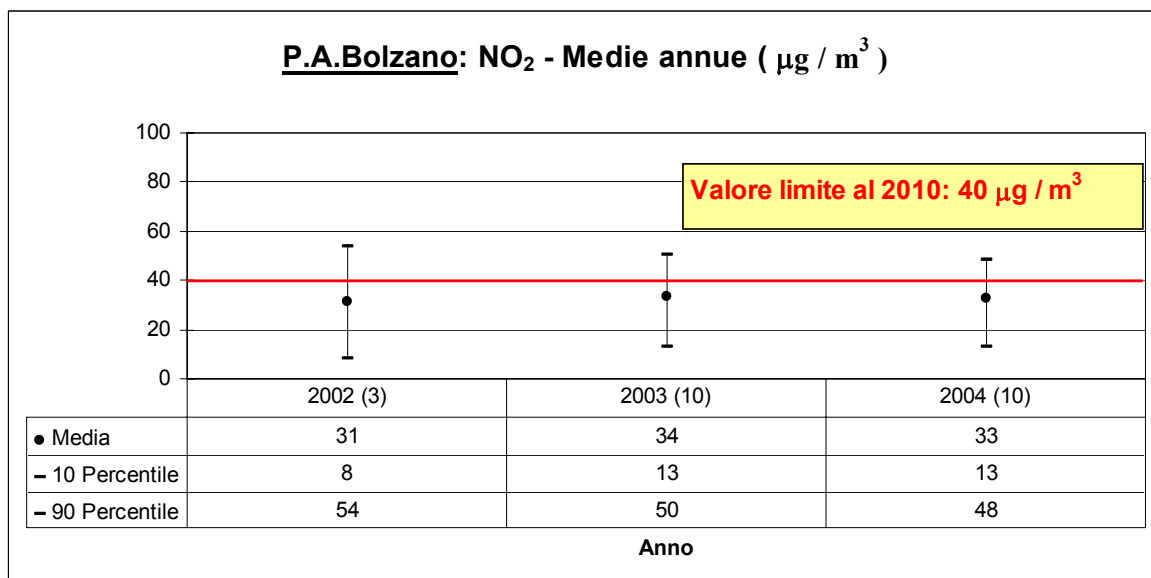 P.A.Bolzano: NO₂ - Medie annue ( μg / m³ )
100
80
60
40
20
0
Valore limite al 2010: 40 μg / m³
2002 (3) 2003 (10) 2004 (10)
Media 31 34 33
10 Percentile 8 13 13
90 Percentile 54 50 48
Anno